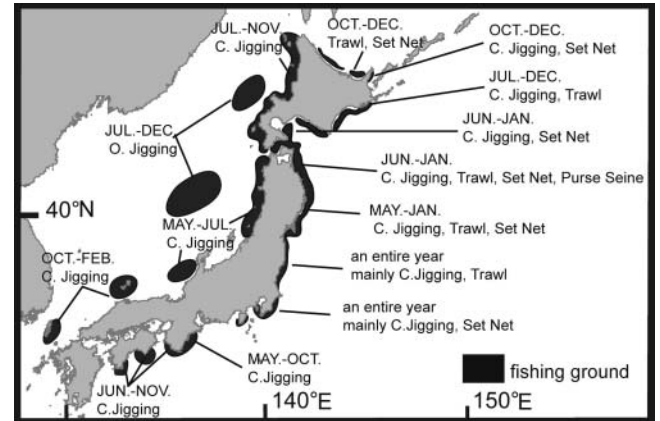 JUL.-NOV.
C. Jigging
OCT.-DEC.
Trawl, Set Net
OCT.-DEC.
C. Jigging, Set Net
JUL.-DEC.
C. Jigging, Trawl
JUL.-DEC.
O. Jigging
JUN.-JAN.
C. Jigging, Set Net
JUN.-JAN.
C. Jigging, Trawl, Set Net, Purse Seine
40°N
MAY.-JUL.
C. Jigging
MAY.-JAN.
C. Jigging, Trawl, Set Net
OCT.-FEB.
C. Jigging
an entire year
mainly C.Jigging, Trawl
an entire year
mainly C.Jigging, Set Net
MAY.-OCT.
C.Jigging
JUN.-NOV.
C.Jigging
fishing ground
140°E
150°E